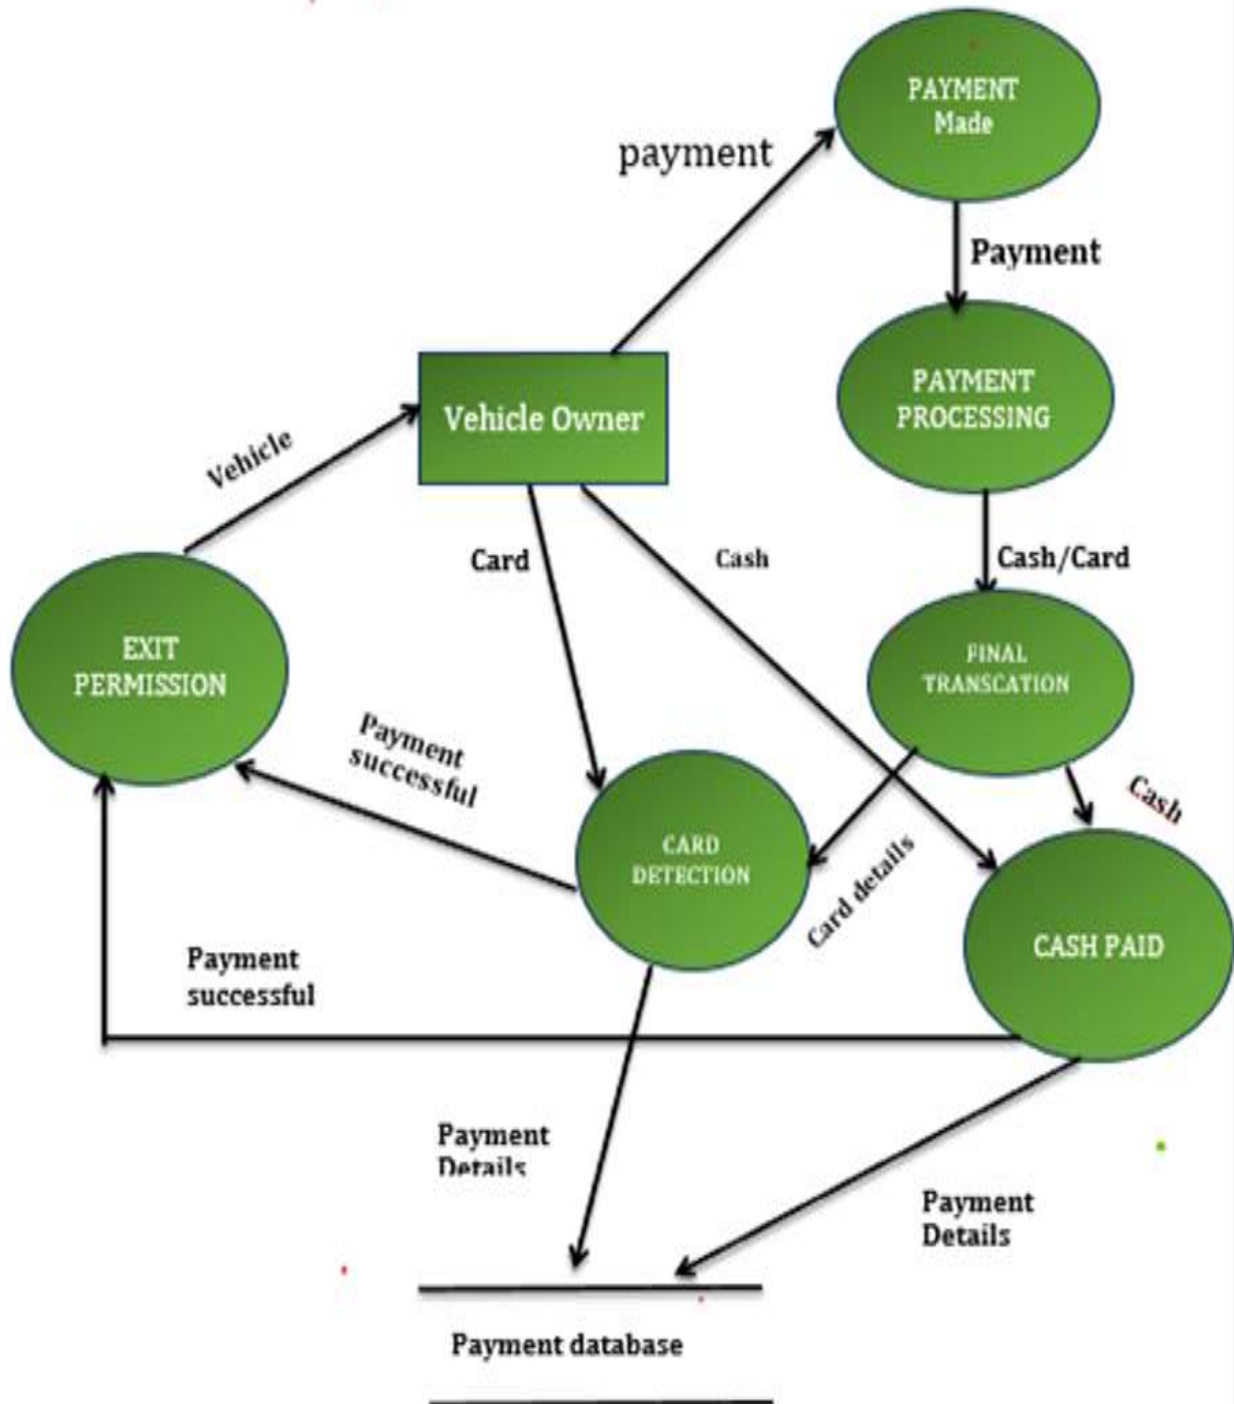 PAYMENT
Made
payment
Payment
PAYMENT
PROCESSING
Vehicle Owner
Vehicle
Card
Cash
Cash/Card
EXIT
PERMISSION
FINAL
TRANSCATION
Payment
successful
Cash
CARD
DETECTION
Card details
CASH PAID
Payment
successful
Payment
Details
Payment
Details
Payment database